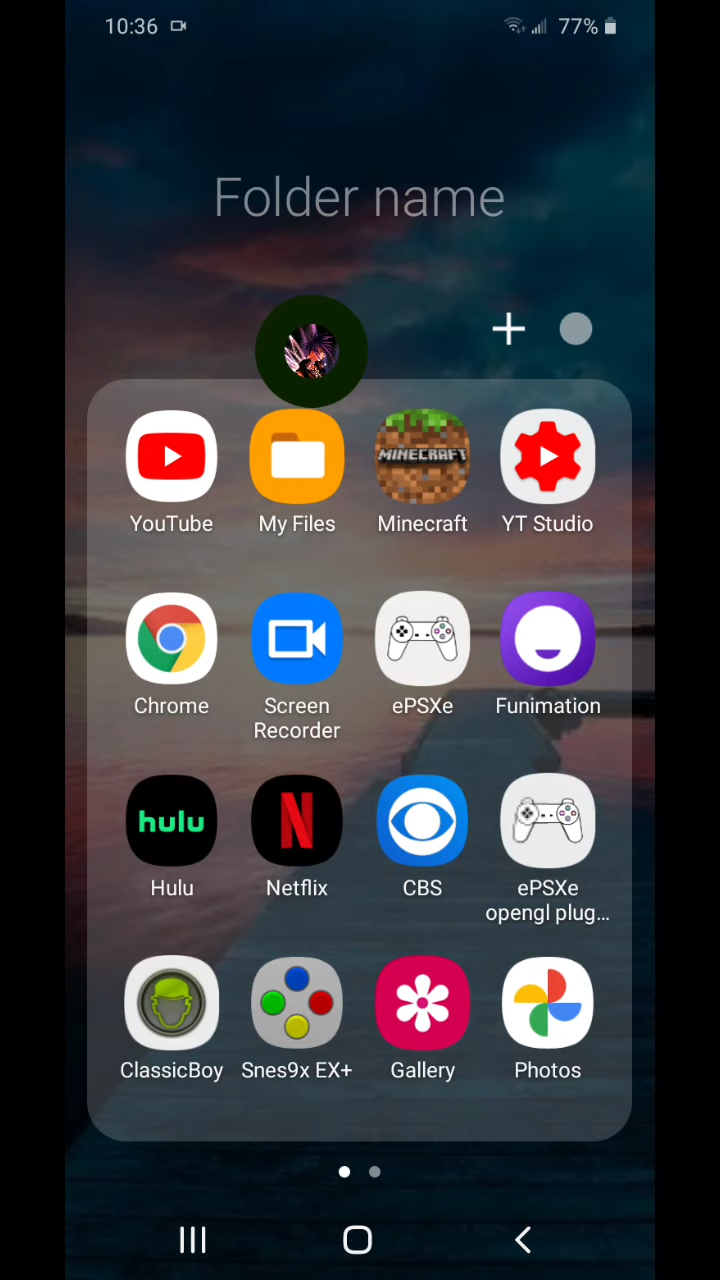 10:36 77%
Folder name
MINECRAFT
YouTube My Files Minecraft YT Studio
Chrome Screen Recorder ePSXe Funimation
hulu
Hulu Netflix CBS ePSXe opengl plug...
ClassicBoy Snes9x EX+ Gallery Photos